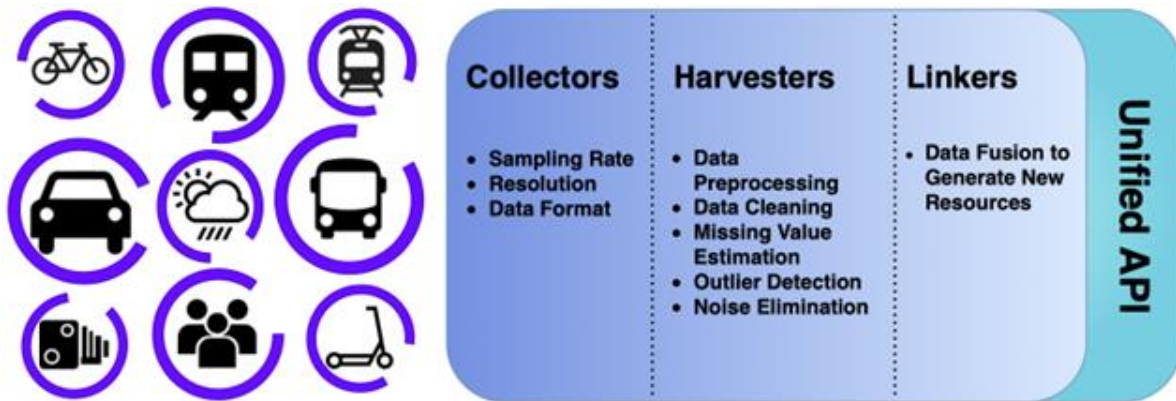 Collectors
• Sampling Rate
• Resolution
• Data Format
Harvesters
• Data
Preprocessing
• Data Cleaning
• Missing Value
Estimation
• Outlier Detection
• Noise Elimination
Linkers
• Data Fusion to
Generate New
Resources
Unified API